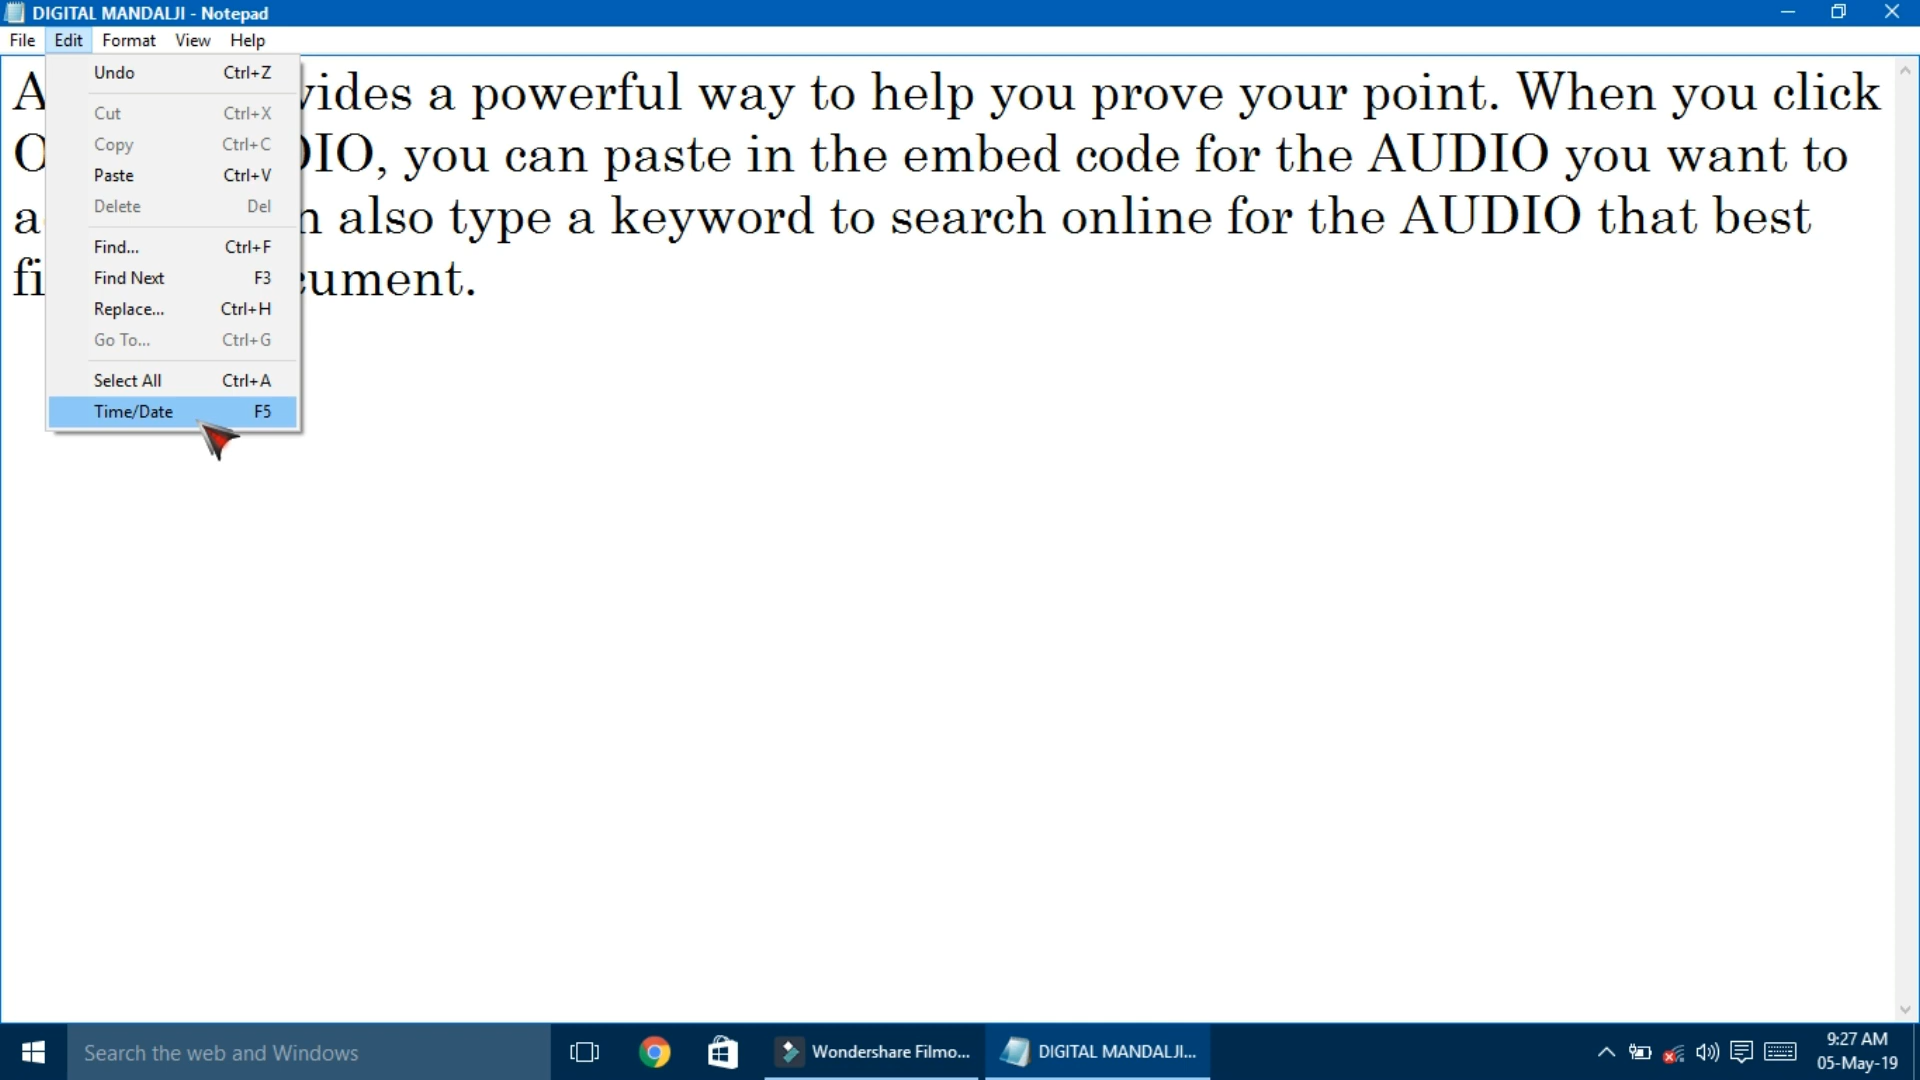 DIGITAL MANDALJI - Notepad
File Edit Format View Help
Undo Ctrl+Z
Cut Ctrl+X
Copy Ctrl+C
Paste Ctrl+V
Delete Del
Find... Ctrl+F
Find Next F3
Replace... Ctrl+H
Go To... Ctrl+G
Select All Ctrl+A
Time/Date F5
a powerful way to help you prove your point. When you click
you can paste in the embed code for the AUDIO you want to
also type a keyword to search online for the AUDIO that best
Search the web and Windows
Wondershare Filmo...
DIGITAL MANDALJI...
9:27 AM
05-May-19